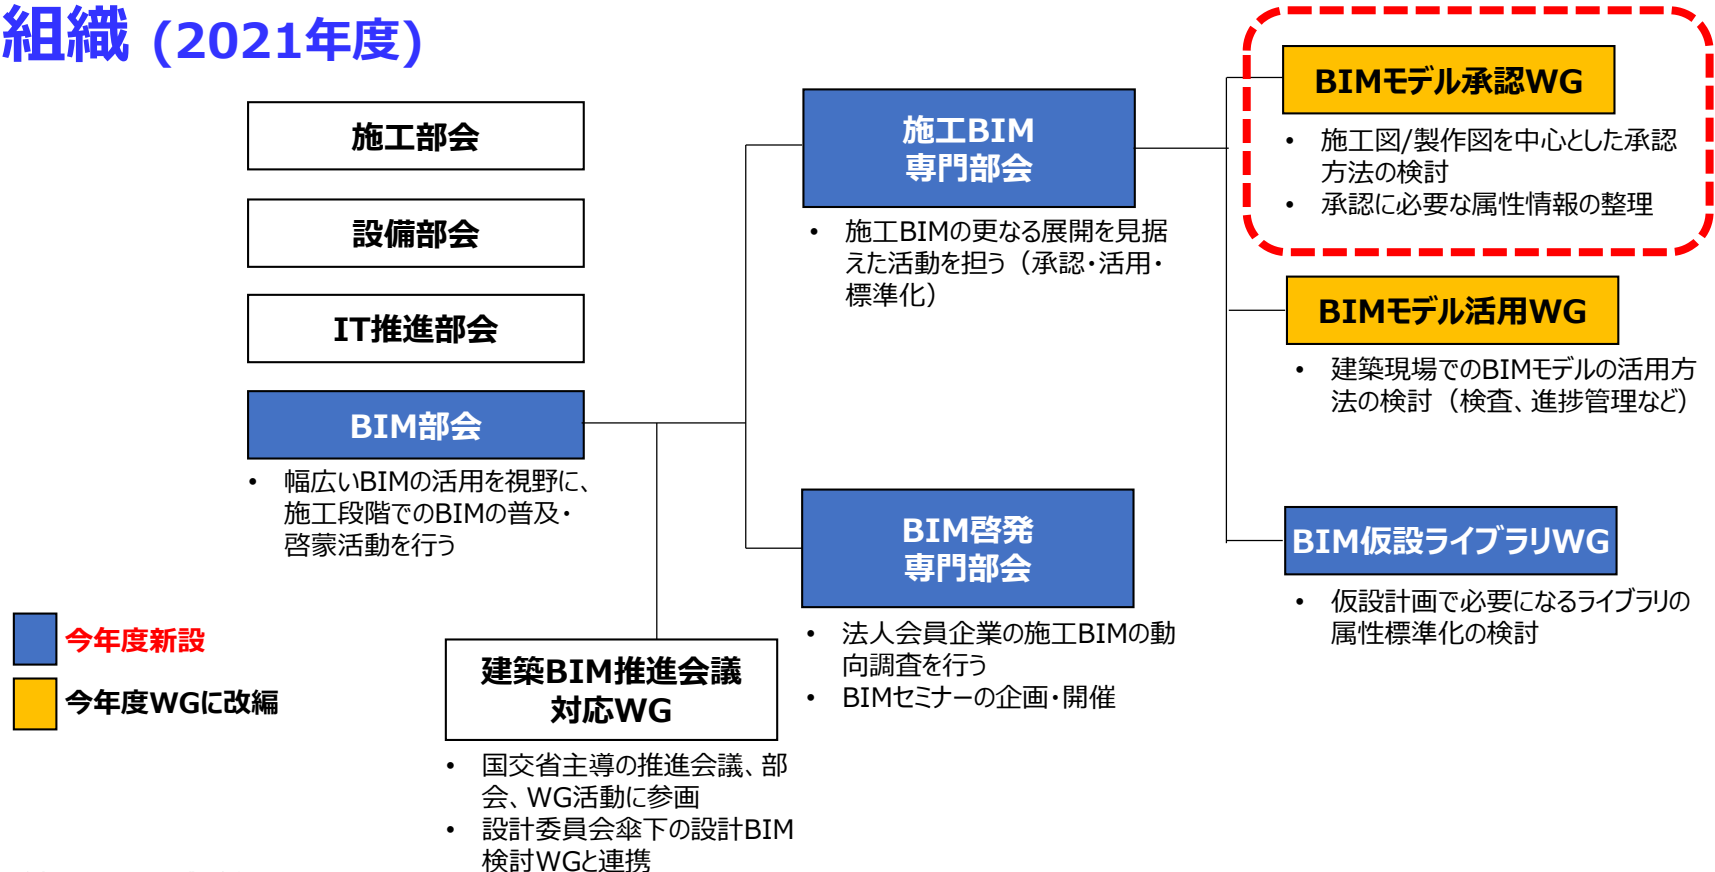 組織 (2021年度)
施工部会
設備部会
IT推進部会
BIM部会
• 幅広いBIMの活用を視野に、
施工段階でのBIMの普及・
啓蒙活動を行う
今年度新設
今年度WGに改編
建築BIM推進会議
対応WG
• 国交省主導の推進会議、部
会、WG活動に参画
• 設計委員会傘下の設計BIM
検討WGと連携
施工BIM
専門部会
• 施工BIMの更なる展開を見据
えた活動を担う（承認・活用・
標準化）
BIM啓発
専門部会
• 法人会員企業の施工BIMの動
向調査を行う
• BIMセミナーの企画・開催
BIMモデル承認WG
• 施工図/製作図を中心とした承認
方法の検討
• 承認に必要な属性情報の整理
BIMモデル活用WG
• 建築現場でのBIMモデルの活用方
法の検討（検査、進捗管理など）
BIM仮設ライブラリWG
• 仮設計画で必要になるライブラリの
属性標準化の検討